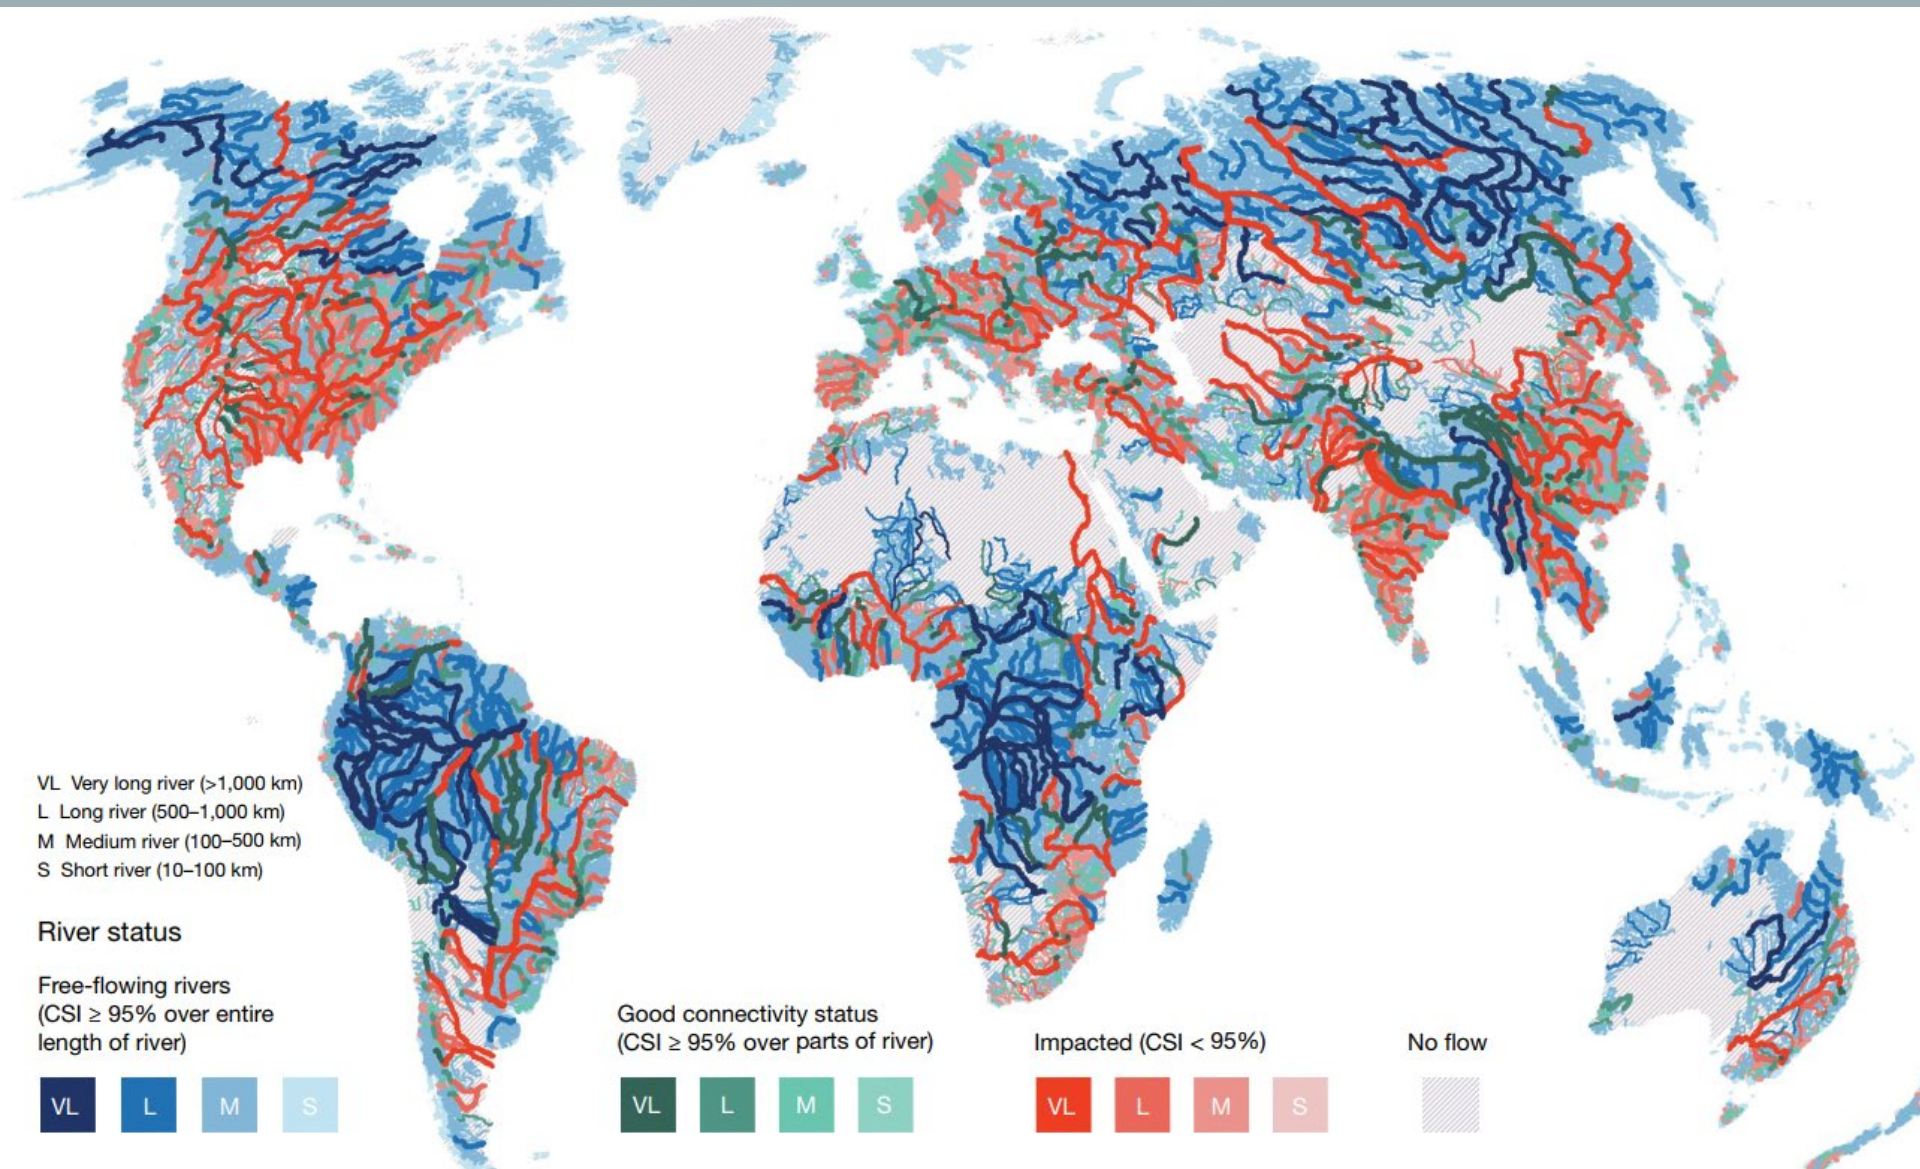 VL Very long river (>1,000 km)
L Long river (500–1,000 km)
M Medium river (100–500 km)
S Short river (10–100 km)
River status
Free-flowing rivers
(CSI ≥ 95% over entire
length of river)
VL L M S
Good connectivity status
(CSI ≥ 95% over parts of river)
VL L M S
Impacted (CSI < 95%)
VL L M S
No flow